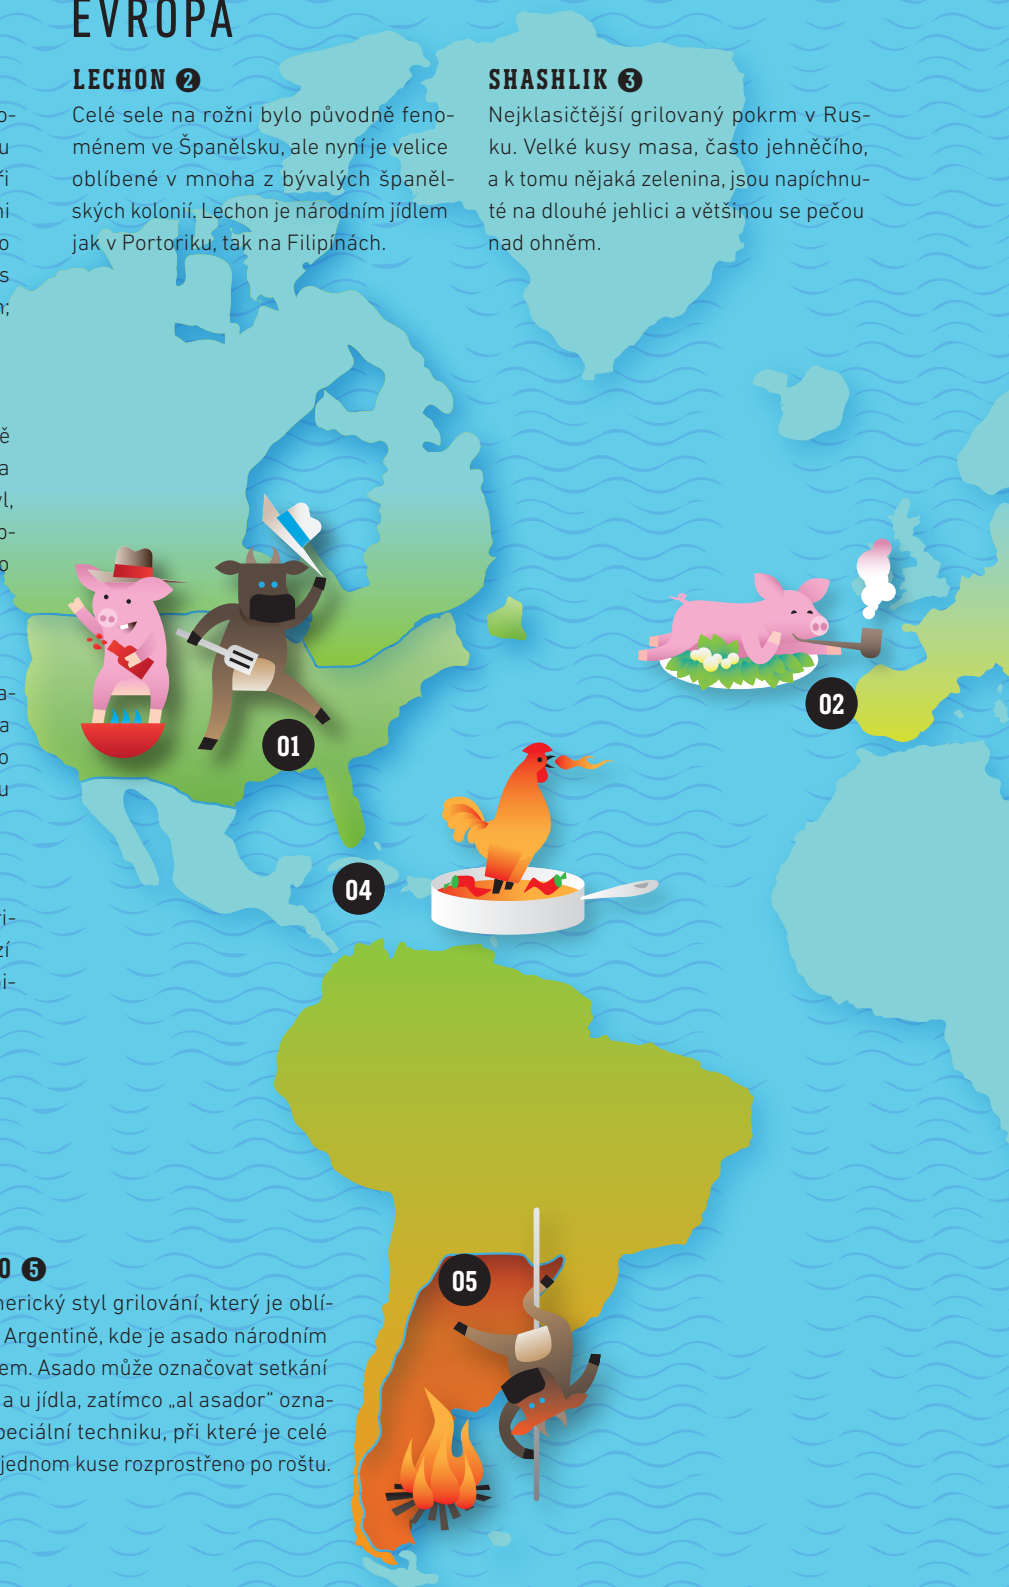 EVROPA
LECHON 2
Celé sele na rožni bylo původně feno-
ménem ve Španělsku, ale nyní je velice
oblíbené v mnoha z bývalých španěl-
ských kolonií. Lechon je národním jídlem
jak v Portoriku, tak na Filipínách.
SHASHLIK 3
Nejklasičtější grilovaný pokrm v Rus-
ku. Velké kusy masa, často jehněčího,
a k tomu nějaká zelenina, jsou napíchnu-
té na dlouhé jehlici a většinou se pečou
nad ohněm.
01
02
04
05
O 5
merický styl grilování, který je oblí-
Argentině, kde je asado národním
em. Asado může označovat setkání
a u jídla, zatímco „al asador“ ozna-
peciální techniku, při které je celé
jednom kuse rozprostřeno po roštu.